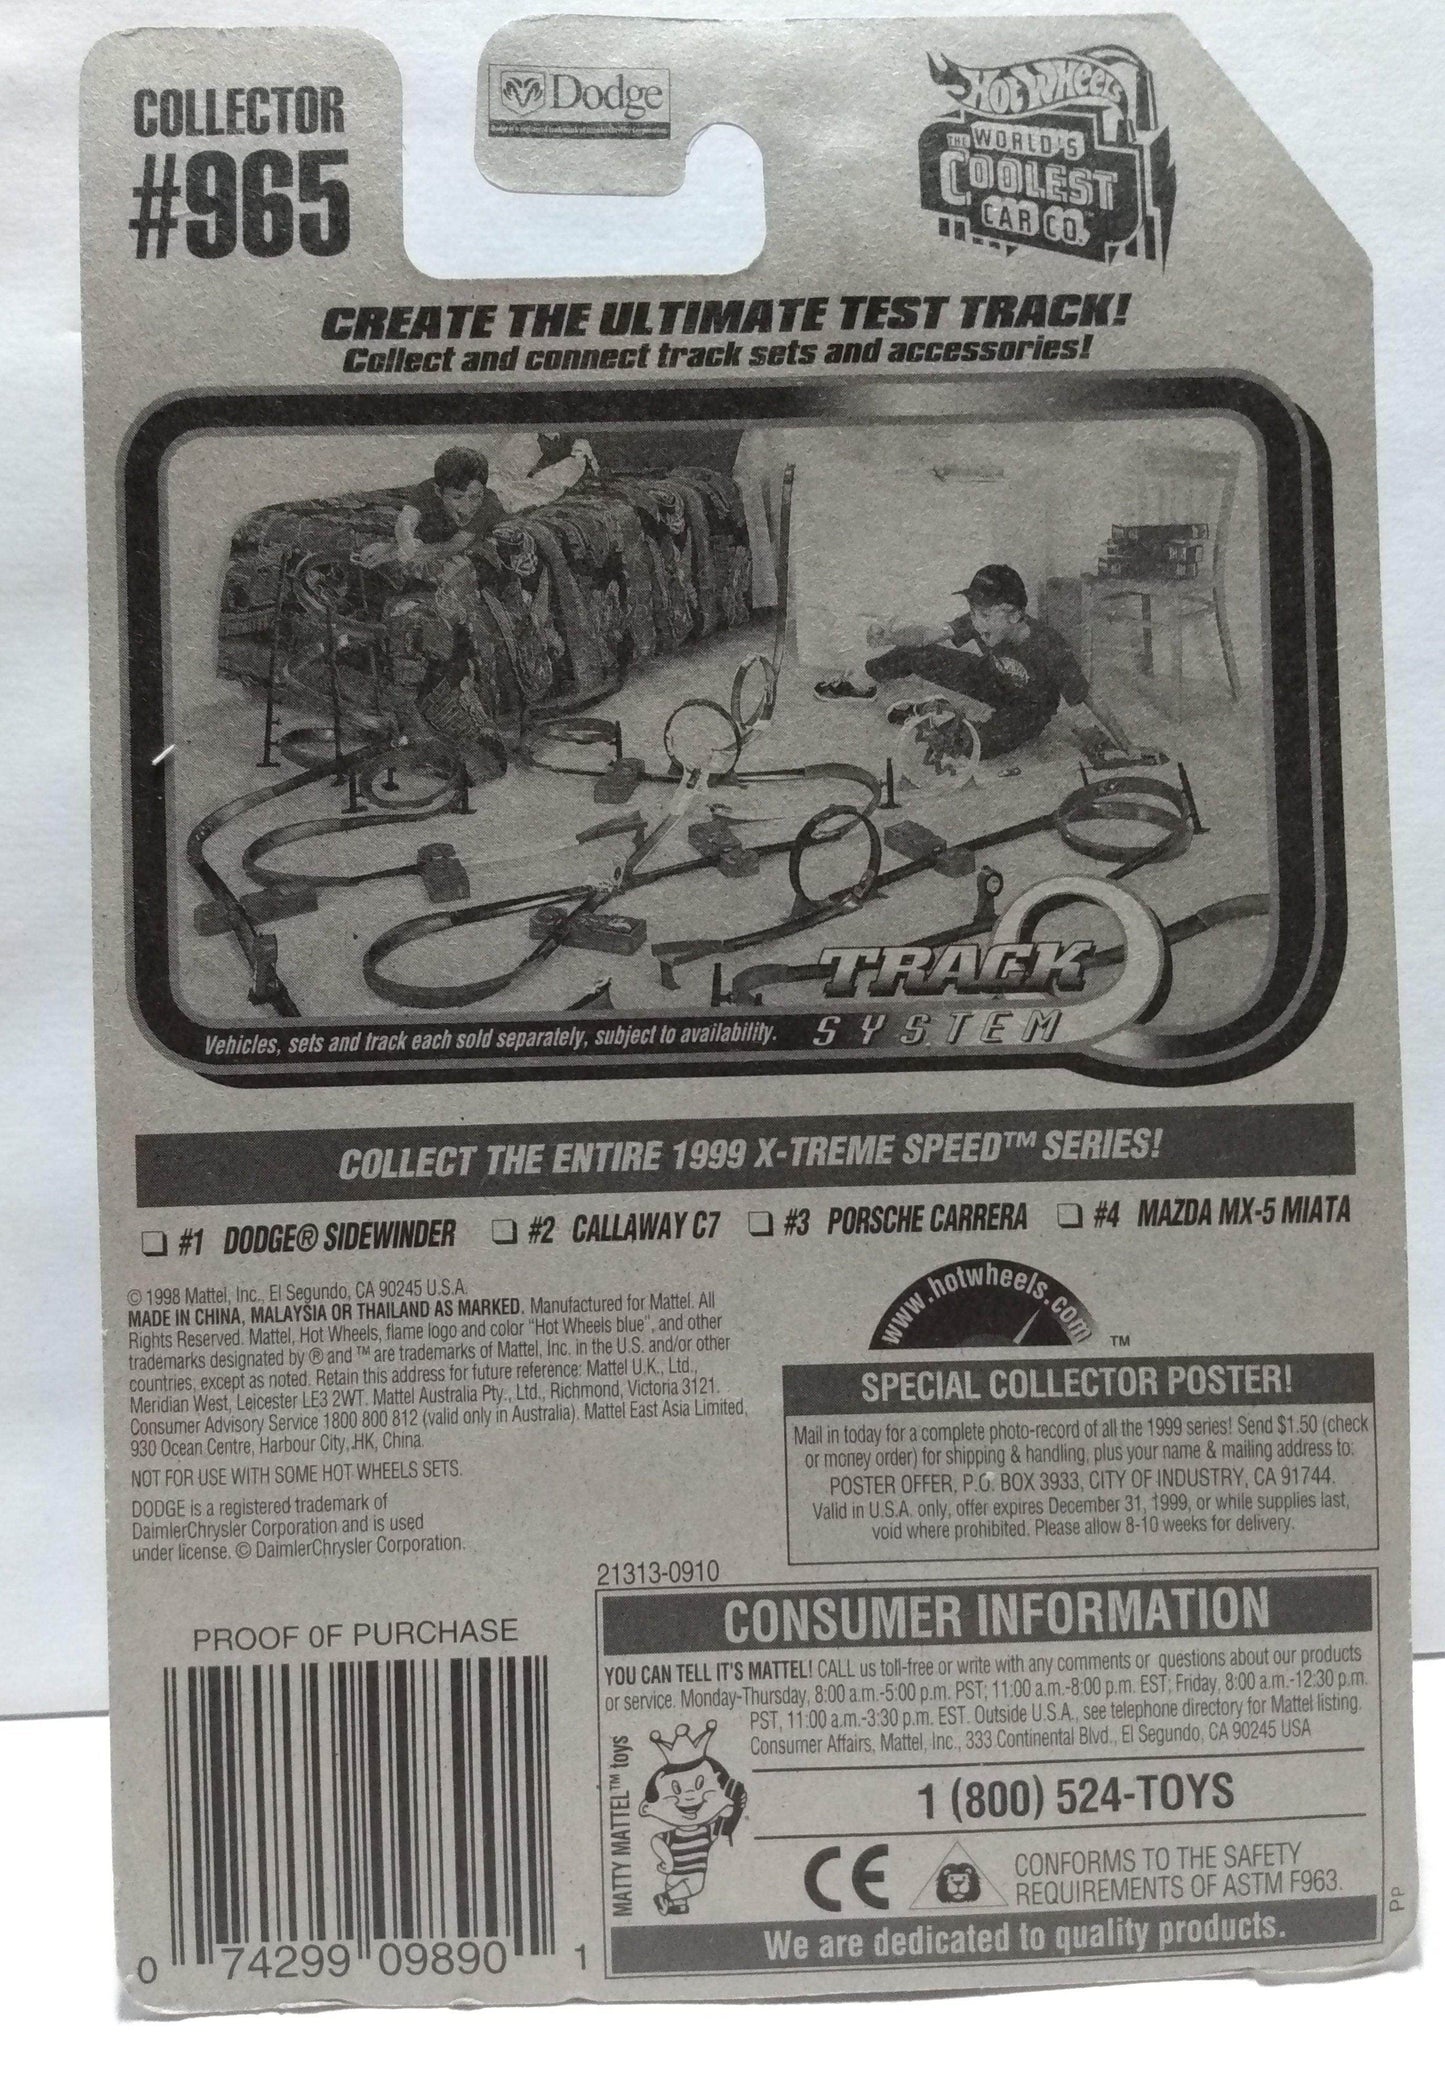 COLLECTOR
#965
Dodge
HOT WHEELS
THE WORLD'S
COOLEST
CAR CO.™
CREATE THE ULTIMATE TEST TRACK!
Collect and connect track sets and accessories!
TRACK
SYSTEM
Vehicles, sets and track each sold separately, subject to availability.
COLLECT THE ENTIRE 1999 X-TREME SPEED™ SERIES!
❏ #1 DODGE® SIDEWINDER ❏ #2 CALLAWAY C7 ❏ #3 PORSCHE CARRERA ❏ #4 MAZDA MX-5 MIATA
© 1998 Mattel, Inc., El Segundo, CA 90245 U.S.A.
MADE IN CHINA, MALAYSIA OR THAILAND AS MARKED. Manufactured for Mattel. All
Rights Reserved. Mattel, Hot Wheels, flame logo and color "Hot Wheels blue", and other
trademarks designated by ® and ™ are trademarks of Mattel, Inc. in the U.S. and/or other
countries, except as noted. Retain this address for future reference: Mattel U.K., Ltd.,
Meridian West, Leicester LE3 2WT. Mattel Australia Pty., Ltd., Richmond, Victoria 3121.
Consumer Advisory Service 1800 800 812 (valid only in Australia). Mattel East Asia Limited,
930 Ocean Centre, Harbour City, HK, China.
NOT FOR USE WITH SOME HOT WHEELS SETS.
DODGE is a registered trademark of
DaimlerChrysler Corporation and is used
under license. © DaimlerChrysler Corporation.
www.hotwheels.com ™
SPECIAL COLLECTOR POSTER!
Mail in today for a complete photo-record of all the 1999 series! Send $1.50 (check
or money order) for shipping & handling, plus your name & mailing address to:
POSTER OFFER, P.O. BOX 3933, CITY OF INDUSTRY, CA 91744.
Valid in U.S.A. only, offer expires December 31, 1999, or while supplies last,
void where prohibited. Please allow 8-10 weeks for delivery.
21313-0910
CONSUMER INFORMATION
YOU CAN TELL IT'S MATTEL! CALL us toll-free or write with any comments or questions about our products
or service. Monday-Thursday, 8:00 a.m.-5:00 p.m. PST; 11:00 a.m.-8:00 p.m. EST; Friday, 8:00 a.m.-12:30 p.m.
PST, 11:00 a.m.-3:30 p.m. EST. Outside U.S.A., see telephone directory for Mattel listing.
Consumer Affairs, Mattel, Inc., 333 Continental Blvd., El Segundo, CA 90245 USA
MATTY MATTEL™ toys
1 (800) 524-TOYS
CE
CONFORMS TO THE SAFETY
REQUIREMENTS OF ASTM F963.
We are dedicated to quality products.
PP
PROOF OF PURCHASE
0 74299 09890 1